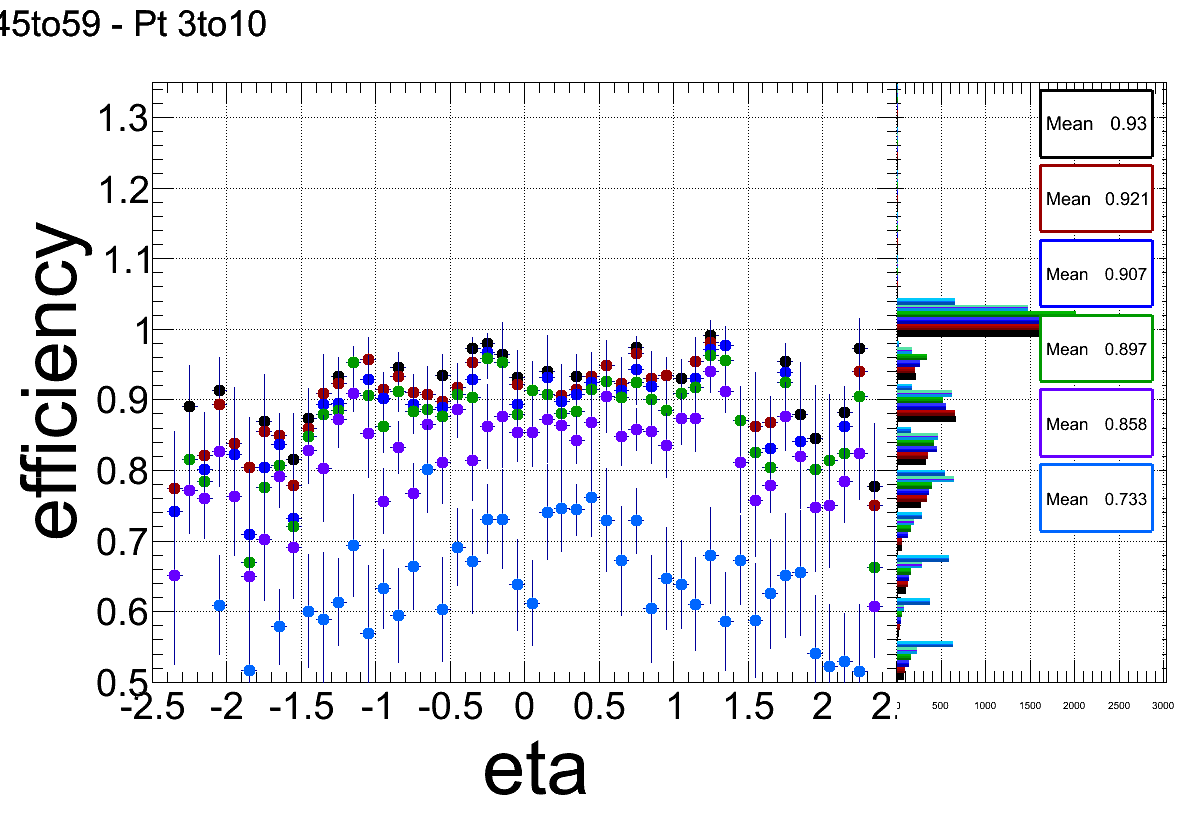 45to59 - Pt 3to10
efficiency
1.3
1.2
1.1
1
0.9
0.8
0.7
0.6
0.5
-2.5 -2 -1.5 -1 -0.5 0 0.5 1 1.5 2 2.
eta
Mean 0.93
Mean 0.921
Mean 0.907
Mean 0.897
Mean 0.858
Mean 0.733
500 1000 1500 2000 2500 3000